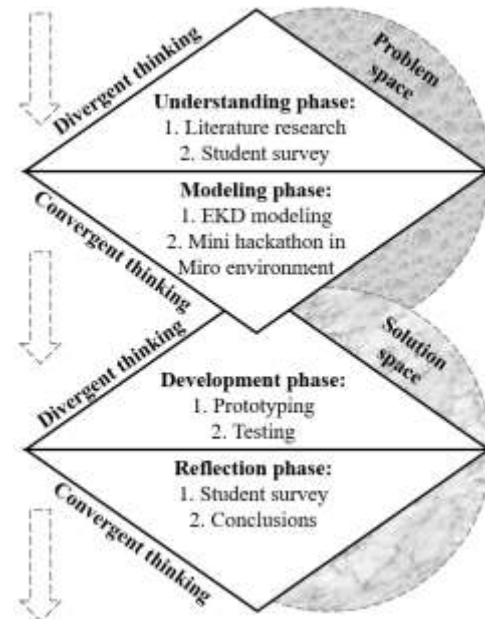 Divergent thinking
Problem
space
Understanding phase:
1. Literature research
2. Student survey
Modeling phase:
1. EKD modeling
2. Mini hackathon in
Miro environment
Convergent thinking
Divergent thinking
Solution
space
Development phase:
1. Prototyping
2. Testing
Reflection phase:
1. Student survey
2. Conclusions
Convergent thinking